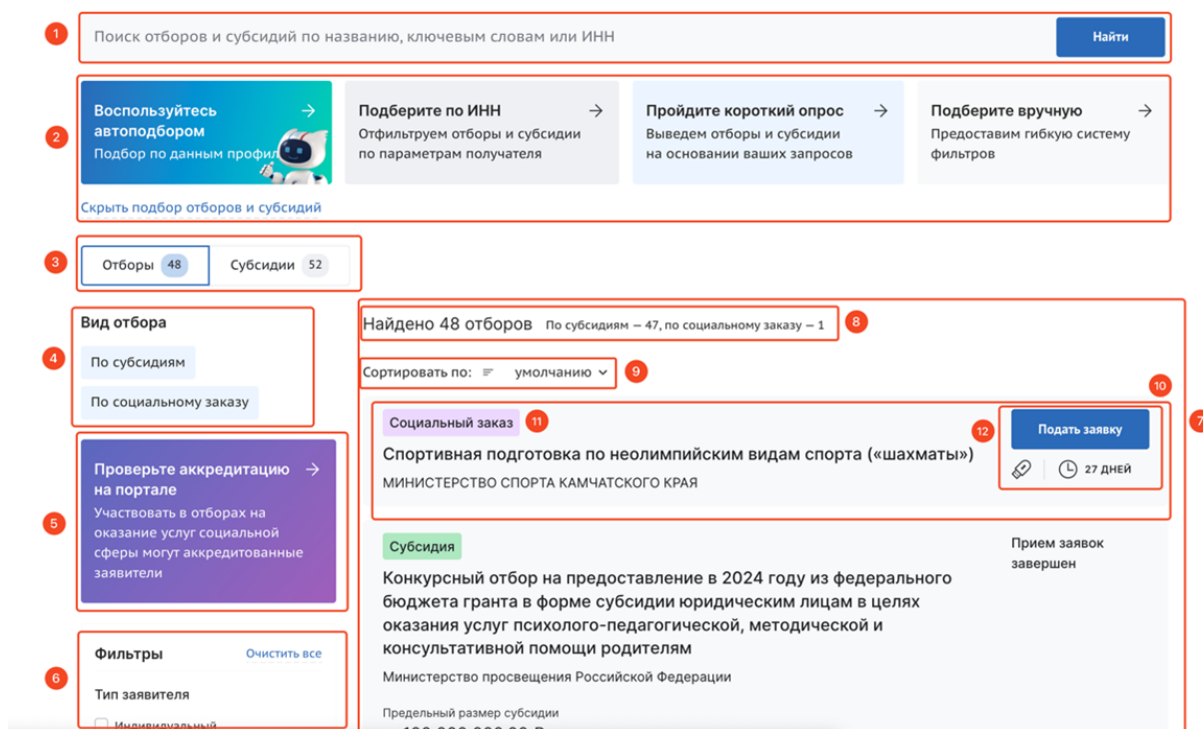 1
Поиск отборов и субсидий по названию, ключевым словам или ИНН
Найти
2
Воспользуйтесь
автоподбором
Подбор по данным
Подберите по ИНН
Отфильтруем отборы и субсидии
по параметрам получателя
Пройдите короткий опрос
Выведем отборы и субсидии
на основании ваших запросов
Подберите вручную
Предоставим гибкую систему
фильтров
Скрыть подбор отборов и субсидий
3
Отборы 48
Субсидии 52
4
Вид отбора
По субсидиям
По социальному заказу
5
Проверьте аккредитацию
на портале
Участвовать в отборах на
оказание услуг социальной
сферы могут аккредитованные
заявители
6
Фильтры
Очистить все
Тип заявителя
Индивидуальный
7
Найдено 48 отборов По субсидиям — 47, по социальному заказу — 1
8
Сортировать по: умолчанию
9
10
Социальный заказ
11
Спортивная подготовка по неолимпийским видам спорта («шахматы»)
МИНИСТЕРСТВО СПОРТА КАМЧАТСКОГО КРАЯ
12
Подать заявку
27 ДНЕЙ
Субсидия
Конкурсный отбор на предоставление в 2024 году из федерального
бюджета гранта в форме субсидии юридическим лицам в целях
оказания услуг психолого-педагогической, методической и
консультативной помощи родителям
Министерство просвещения Российской Федерации
Предельный размер субсидии
Прием заявок
завершен